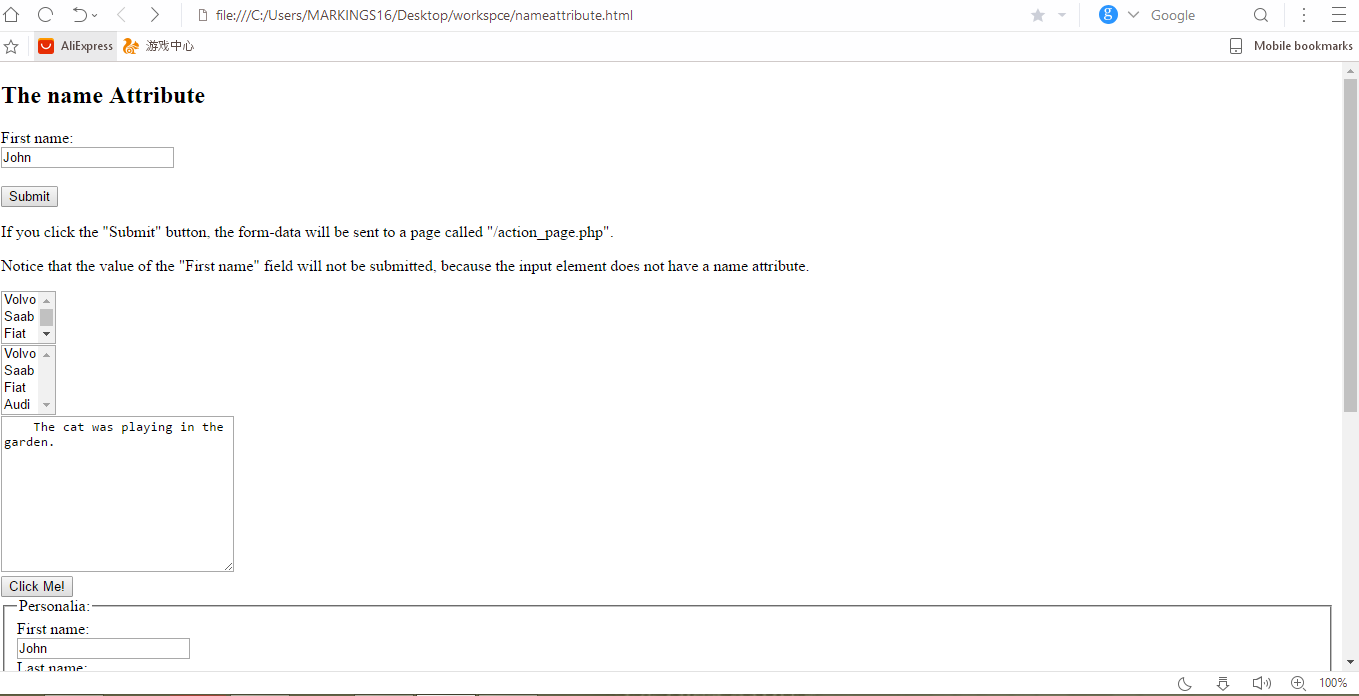 file:///C:/Users/MARKINGS16/Desktop/workspce/nameattribute.html
Google
AliExpress 游戏中心 Mobile bookmarks
The name Attribute
First name:
John
Submit
If you click the "Submit" button, the form-data will be sent to a page called "/action_page.php".
Notice that the value of the "First name" field will not be submitted, because the input element does not have a name attribute.
Volvo
Saab
Fiat
Volvo
Saab
Fiat
Audi
The cat was playing in the
garden.
Click Me!
Personalia:
First name:
John
Last name:
100%